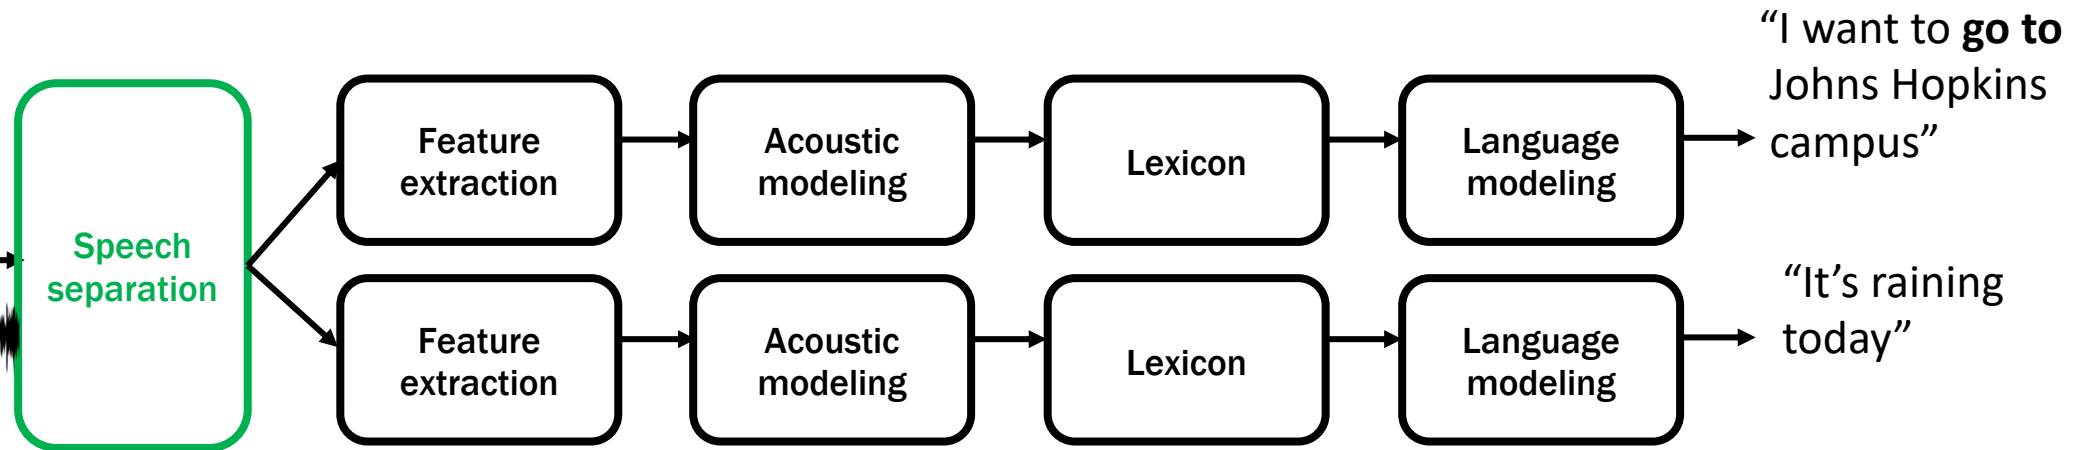 Speech
separation
Feature
extraction
Acoustic
modeling
Lexicon
Language
modeling
“I want to go to
Johns Hopkins
campus”
Feature
extraction
Acoustic
modeling
Lexicon
Language
modeling
“It’s raining
today”